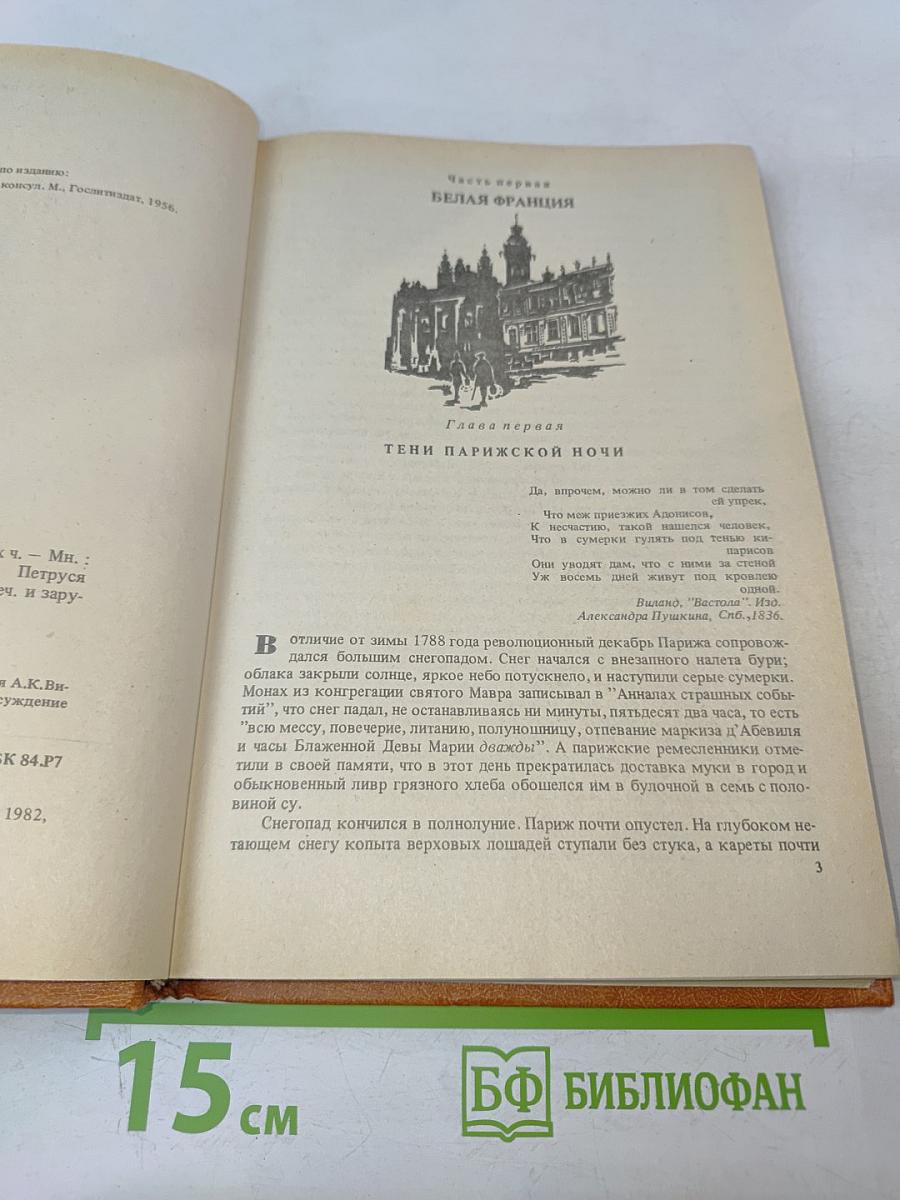 по изданию:
консул. М., Гослитиздат, 1956.
х ч. — Мн. :
Петруся
еч. и зару-
я А.К.Ви-
суждение
БК 84.Р7
1982,
Часть первая
БЕЛАЯ ФРАНЦИЯ
Глава первая
ТЕНИ ПАРИЖСКОЙ НОЧИ
Да, впрочем, можно ли в том сделать
ей упрек,
Что меж приезжих Адонисов,
К несчастию, такой нашелся человек,
Что в сумерки гулять под тенью ки-
парисов
Они уводят дам, что с ними за стеной
Уж восемь дней живут под кровлею
одной.
Виланд, "Вастола". Изд.
Александра Пушкина, Спб.,1836.
В отличие от зимы 1788 года революционный декабрь Парижа сопровож-
дался большим снегопадом. Снег начался с внезапного налета бури;
облака закрыли солнце, яркое небо потускнело, и наступили серые сумерки.
Монах из конгрегации святого Мавра записывал в "Анналах страшных собы-
тий", что снег падал, не останавливаясь ни минуты, пятьдесят два часа, то есть
"всю мессу, повечерие, литанию, полуношницу, отпевание маркиза д'Абевиля
и часы Блаженной Девы Марии дважды". А парижские ремесленники отме-
тили в своей памяти, что в этот день прекратилась доставка муки в город и
обыкновенный ливр грязного хлеба обошелся им в булочной в семь с поло-
виной су.
Снегопад кончился в полнолуние. Париж почти опустел. На глубоком не-
тающем снегу копыта верховых лошадей ступали без стука, а кареты почти
3
15 см
БФ БИБЛИОФАН